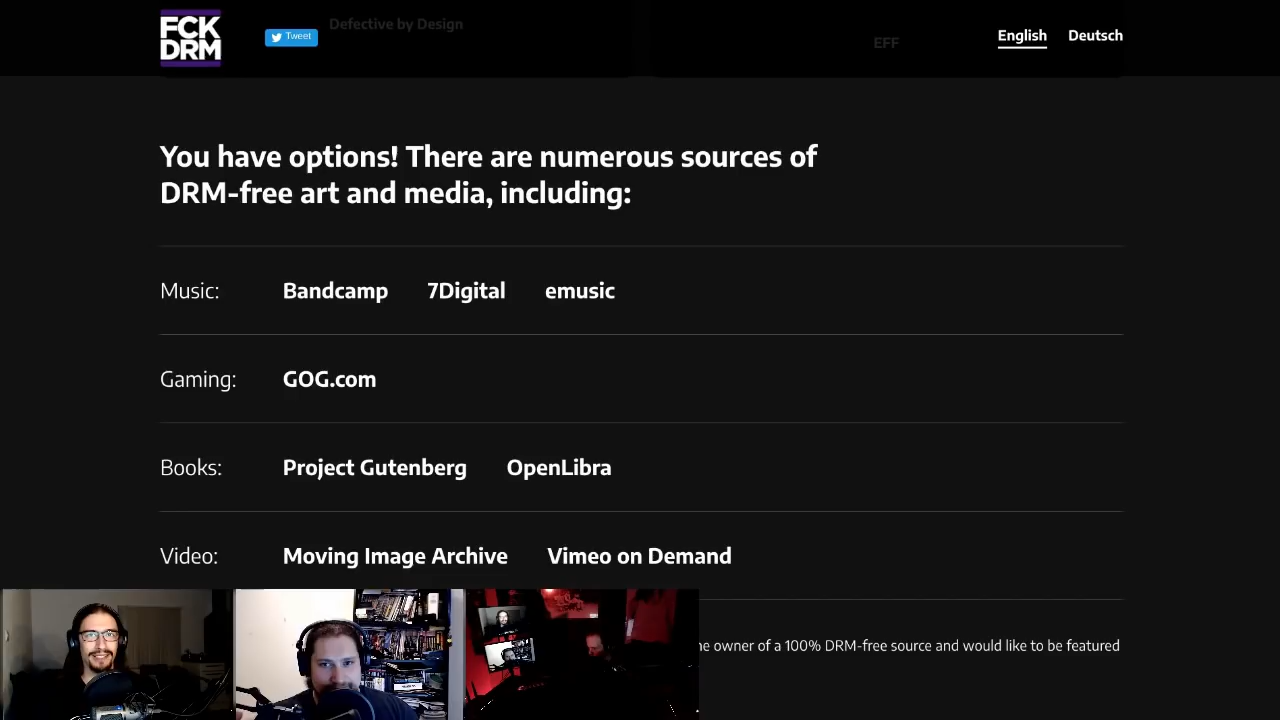 FCK
DRM
Tweet
Defective by Design
EFF
English
Deutsch
You have options! There are numerous sources of
DRM-free art and media, including:
Music: Bandcamp 7Digital emusic
Gaming: GOG.com
Books: Project Gutenberg OpenLibra
Video: Moving Image Archive Vimeo on Demand
owner of a 100% DRM-free source and would like to be featured